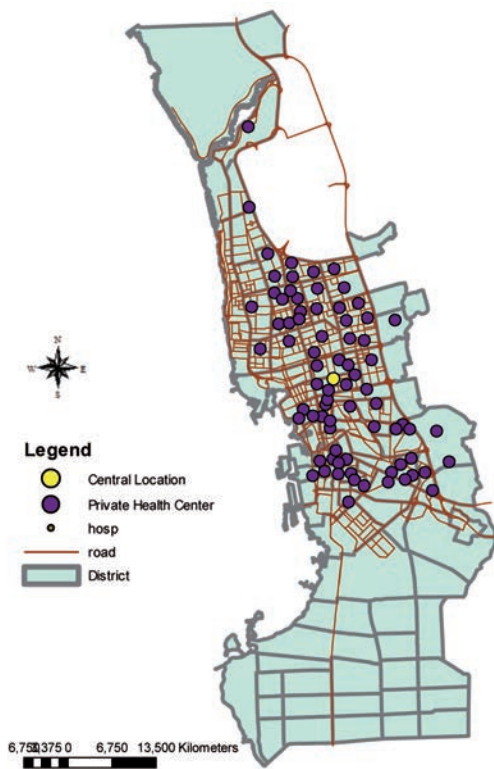 N
W E
S
Legend
Central Location
Private Health Center
hosp
road
District
6,750 3,375 0 6,750 13,500 Kilometers